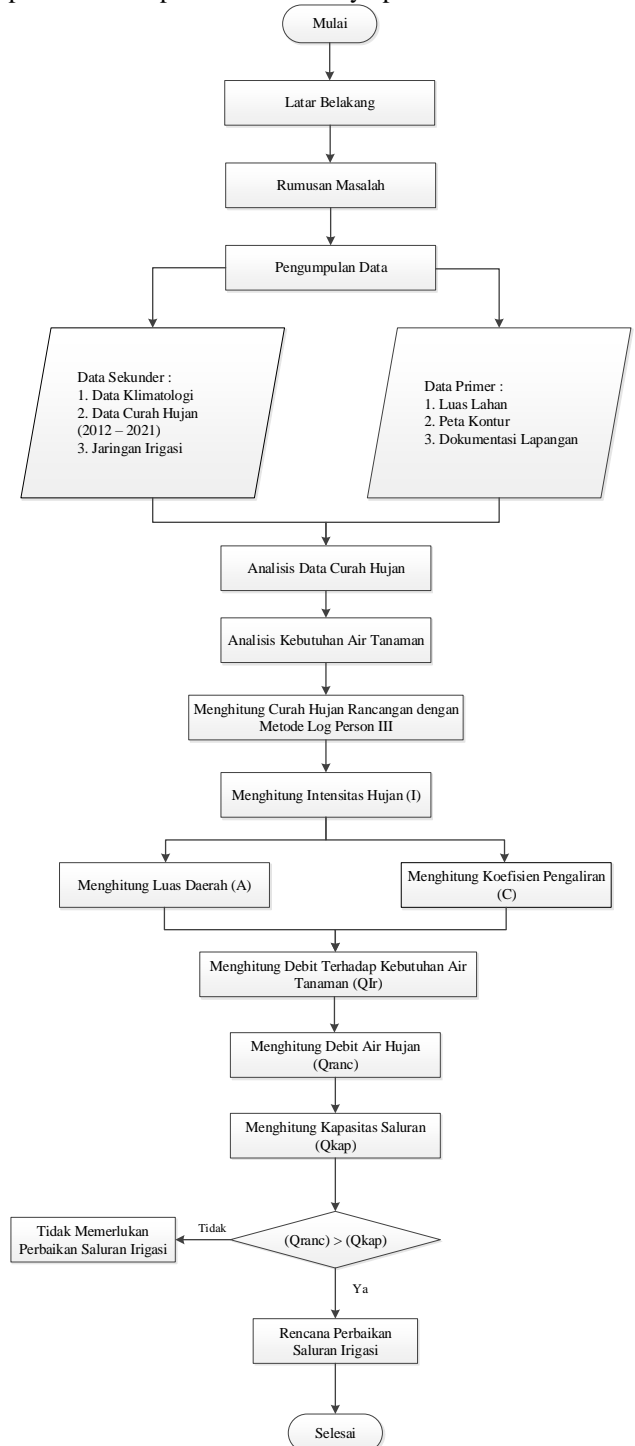 Mulai
Latar Belakang
Rumusan Masalah
Pengumpulan Data
Data Sekunder :
1. Data Klimatologi
2. Data Curah Hujan
(2012 – 2021)
3. Jaringan Irigasi
Data Primer :
1. Luas Lahan
2. Peta Kontur
3. Dokumentasi Lapangan
Analisis Data Curah Hujan
Analisis Kebutuhan Air Tanaman
Menghitung Curah Hujan Rancangan dengan
Metode Log Person III
Menghitung Intensitas Hujan (I)
Menghitung Luas Daerah (A)
Menghitung Koefisien Pengaliran
(C)
Menghitung Debit Terhadap Kebutuhan Air
Tanaman (QIr)
Menghitung Debit Air Hujan
(Qranc)
Menghitung Kapasitas Saluran
(Qkap)
(Qranc) > (Qkap)
Tidak
Tidak Memerlukan
Perbaikan Saluran Irigasi
Ya
Rencana Perbaikan
Saluran Irigasi
Selesai